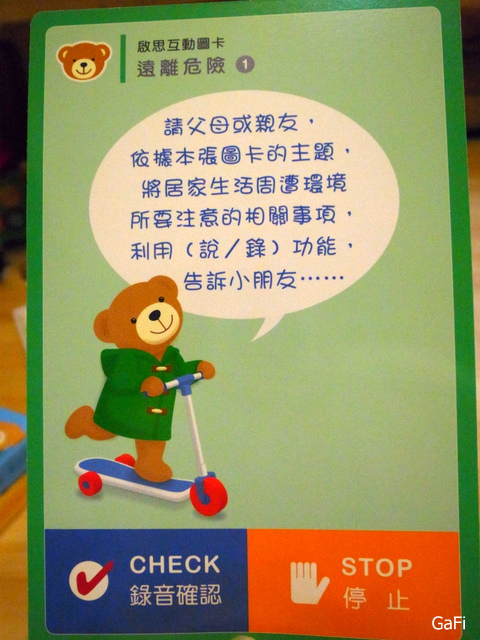 啟思互動圖卡
遠離危險 1
請父母或親友，
依據本張圖卡的主題，
將居家生活周遭環境
所要注意的相關事項，
利用（說／錄）功能，
告訴小朋友……
CHECK
錄音確認
STOP
停止
GaFi